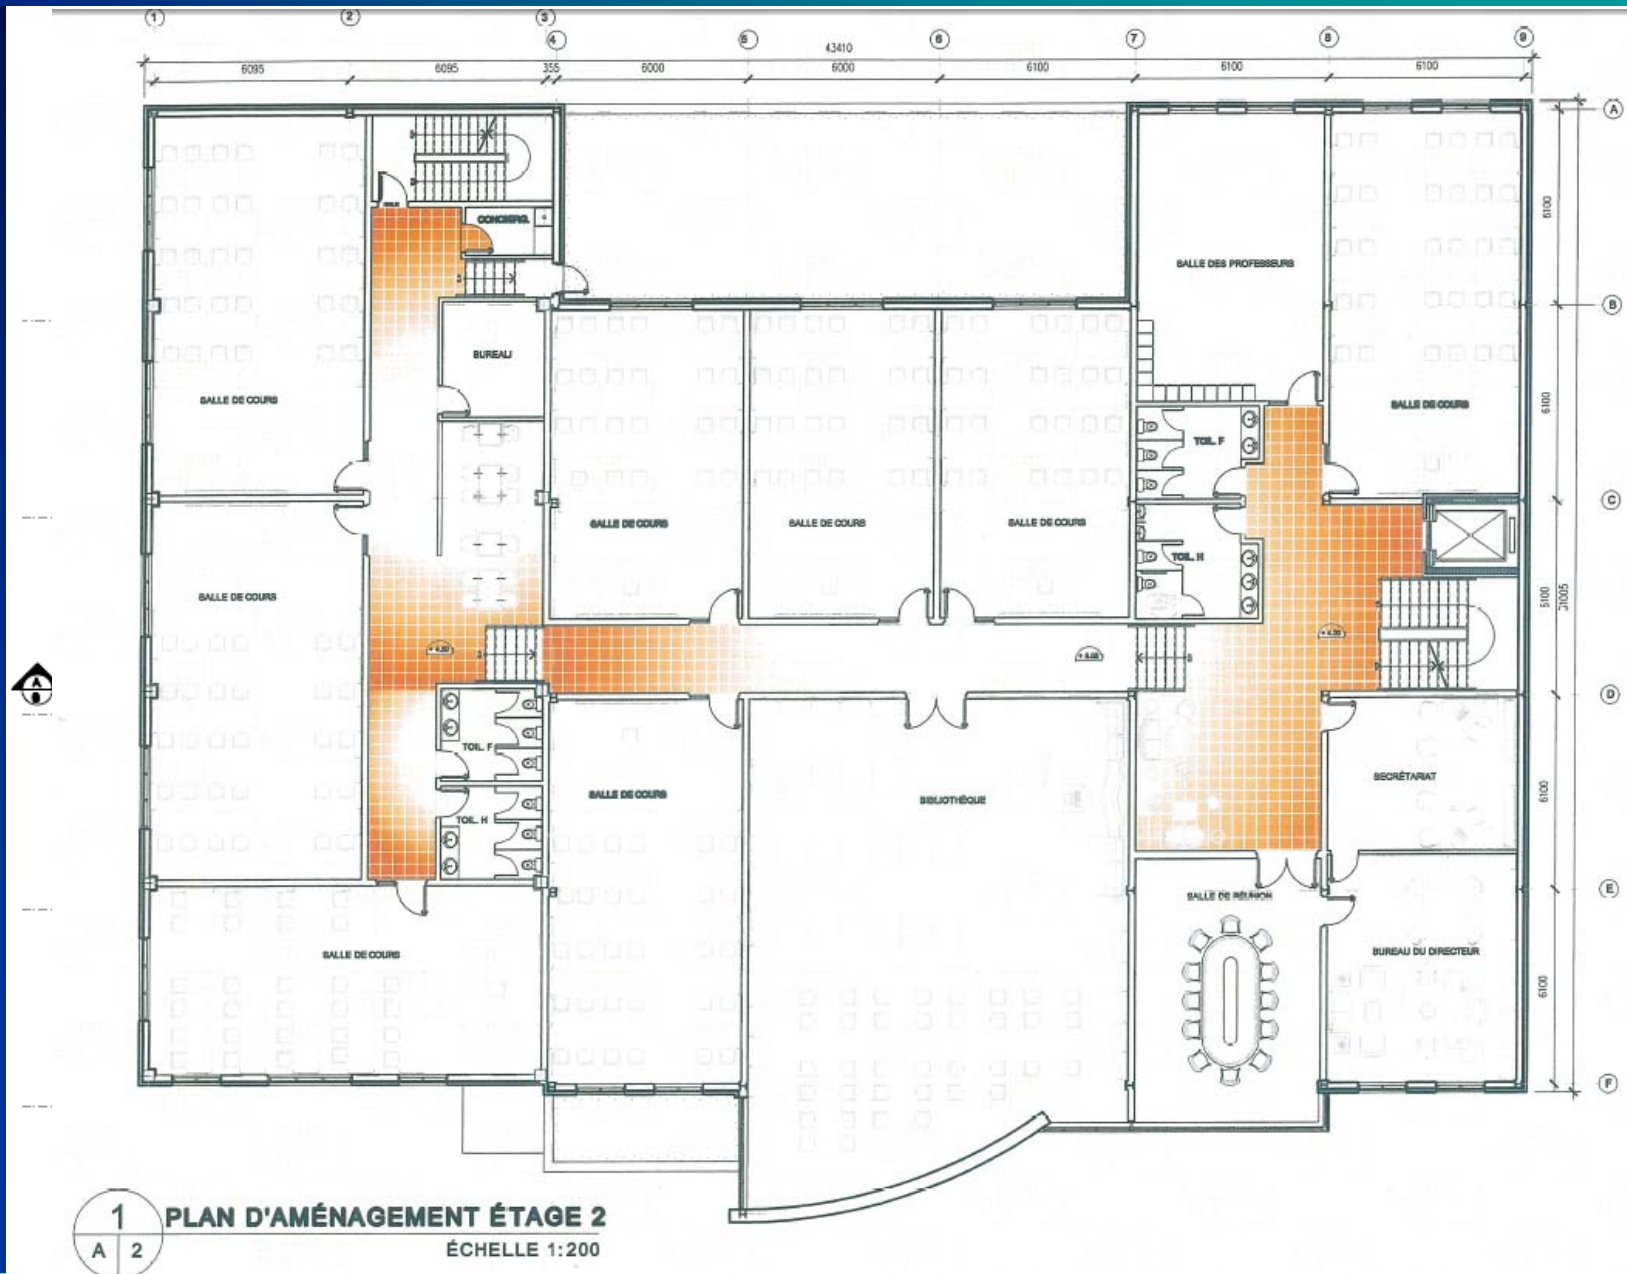 1
2
3
4
5
6
7
8
9
43410
6095
6095
355
6000
6000
6100
6100
6100
A
B
C
D
E
F
6100
6100
6100
31005
6100
6100
CONCIERG.
SALLE DES PROFESSEURS
BUREAU
SALLE DE COURS
SALLE DE COURS
TOIL. F
SALLE DE COURS
SALLE DE COURS
SALLE DE COURS
TOIL. H
SALLE DE COURS
A
TOIL. F
SECRÉTARIAT
SALLE DE COURS
BIBLIOTHÈQUE
TOIL. H
SALLE DE RÉUNION
SALLE DE COURS
BUREAU DU DIRECTEUR
1
A 2
PLAN D'AMÉNAGEMENT ÉTAGE 2
ÉCHELLE 1:200